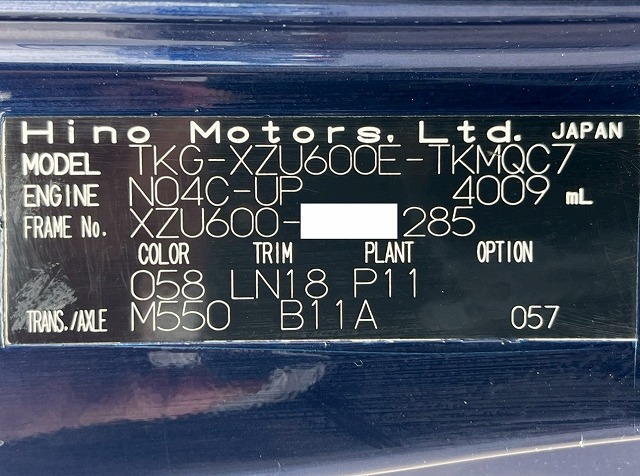 Hino Motors, Ltd. JAPAN
MODEL TKG-XZU600E-TKMQC7
ENGINE N04C-UP 4009 mL
FRAME No. XZU600- 285
COLOR TRIM PLANT OPTION
058 LN18 P11
TRANS./AXLE M550 B11A 057